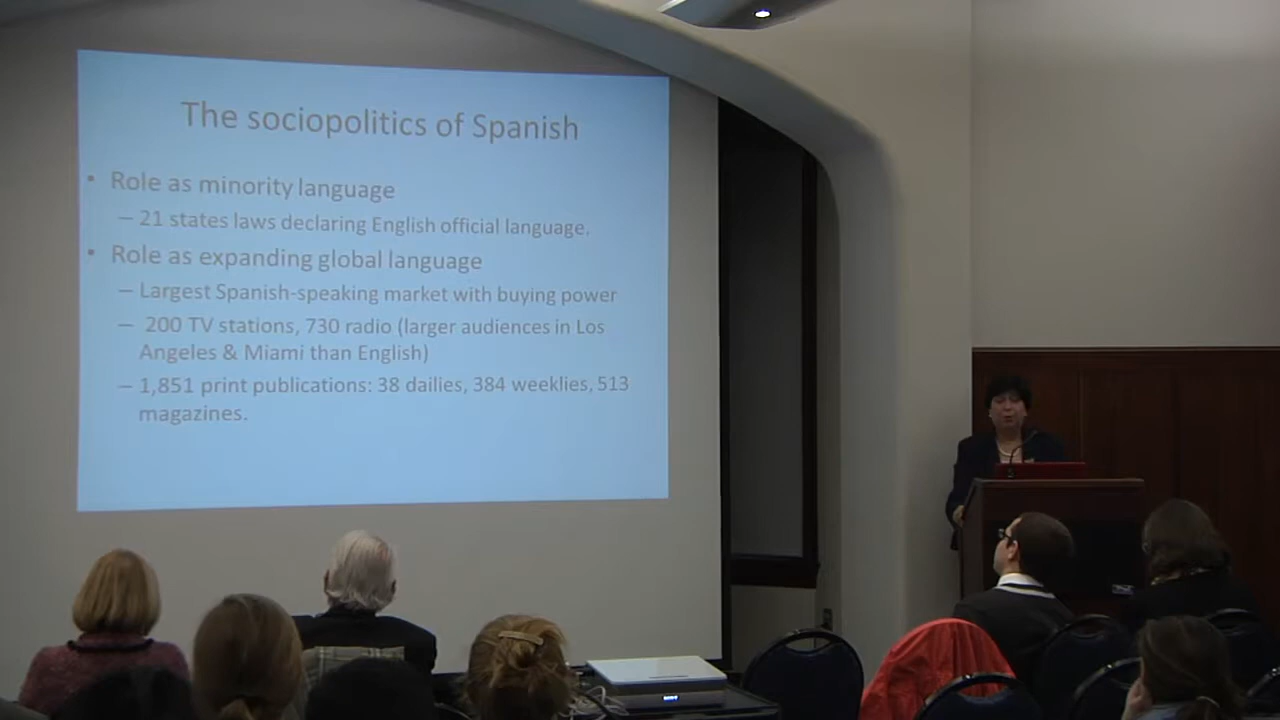 The sociopolitics of Spanish
• Role as minority language
– 21 states laws declaring English official language.
• Role as expanding global language
– Largest Spanish-speaking market with buying power
– 200 TV stations, 730 radio (larger audiences in Los
Angeles & Miami than English)
– 1,851 print publications: 38 dailies, 384 weeklies, 513
magazines.